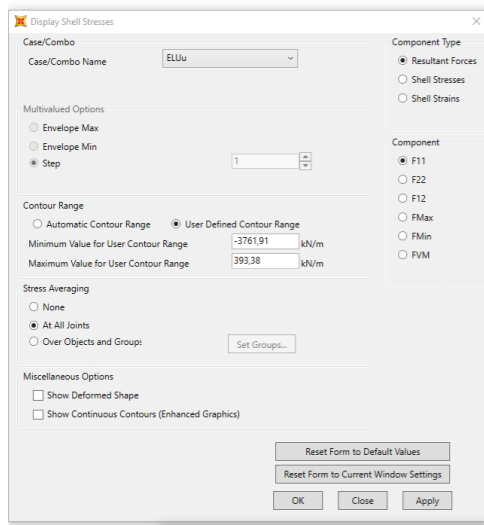 Display Shell Stresses
Case/Combo
Case/Combo Name
ELUu
Multivalued Options
Envelope Max
Envelope Min
Step
1
Contour Range
Automatic Contour Range
User Defined Contour Range
Minimum Value for User Contour Range
-3761,91
kN/m
Maximum Value for User Contour Range
393,38
kN/m
Stress Averaging
None
At All Joints
Over Objects and Groups
Set Groups...
Miscellaneous Options
Show Deformed Shape
Show Continuous Contours (Enhanced Graphics)
Component Type
Resultant Forces
Shell Stresses
Shell Strains
Component
F11
F22
F12
FMax
FMin
FVM
Reset Form to Default Values
Reset Form to Current Window Settings
OK
Close
Apply